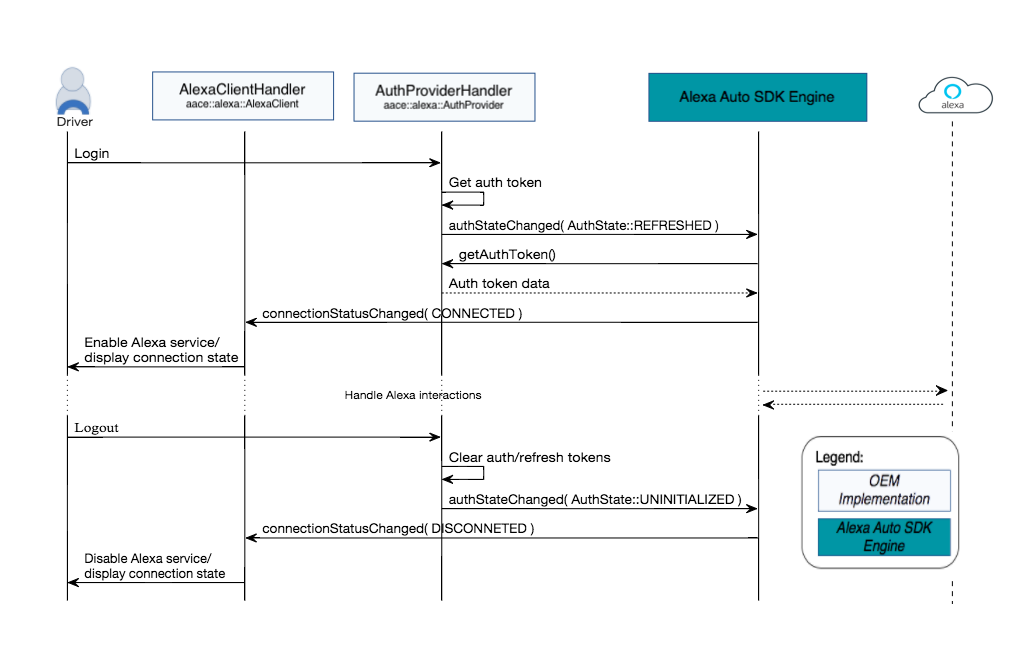 AlexaClientHandler
aace::alexa::AlexaClient
AuthProviderHandler
aace::alexa::AuthProvider
Alexa Auto SDK Engine
alexa
Driver
Login
Get auth token
authStateChanged( AuthState::REFRESHED )
getAuthToken()
Auth token data
connectionStatusChanged( CONNECTED )
Enable Alexa service/
display connection state
Handle Alexa interactions
Logout
Clear auth/refresh tokens
authStateChanged( AuthState::UNINITIALIZED )
connectionStatusChanged( DISCONNETED )
Disable Alexa service/
display connection state
Legend:
OEM
Implementation
Alexa Auto SDK
Engine